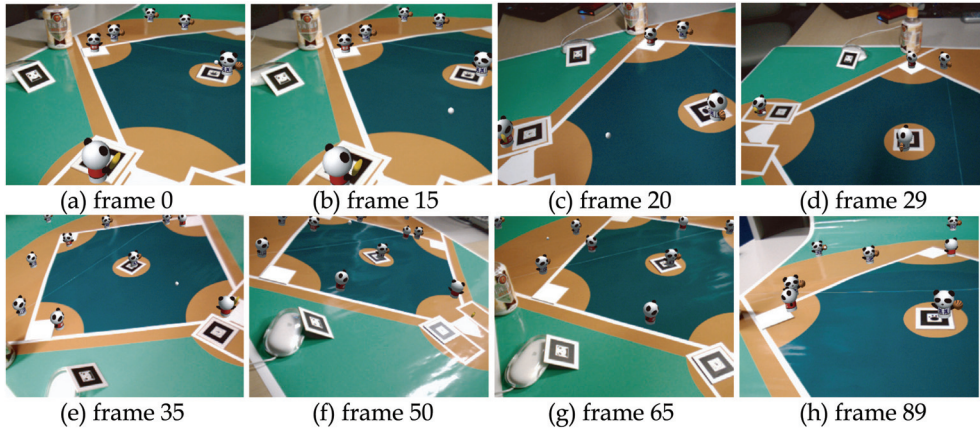 (a) frame 0
(b) frame 15
(c) frame 20
(d) frame 29
(e) frame 35
(f) frame 50
(g) frame 65
(h) frame 89